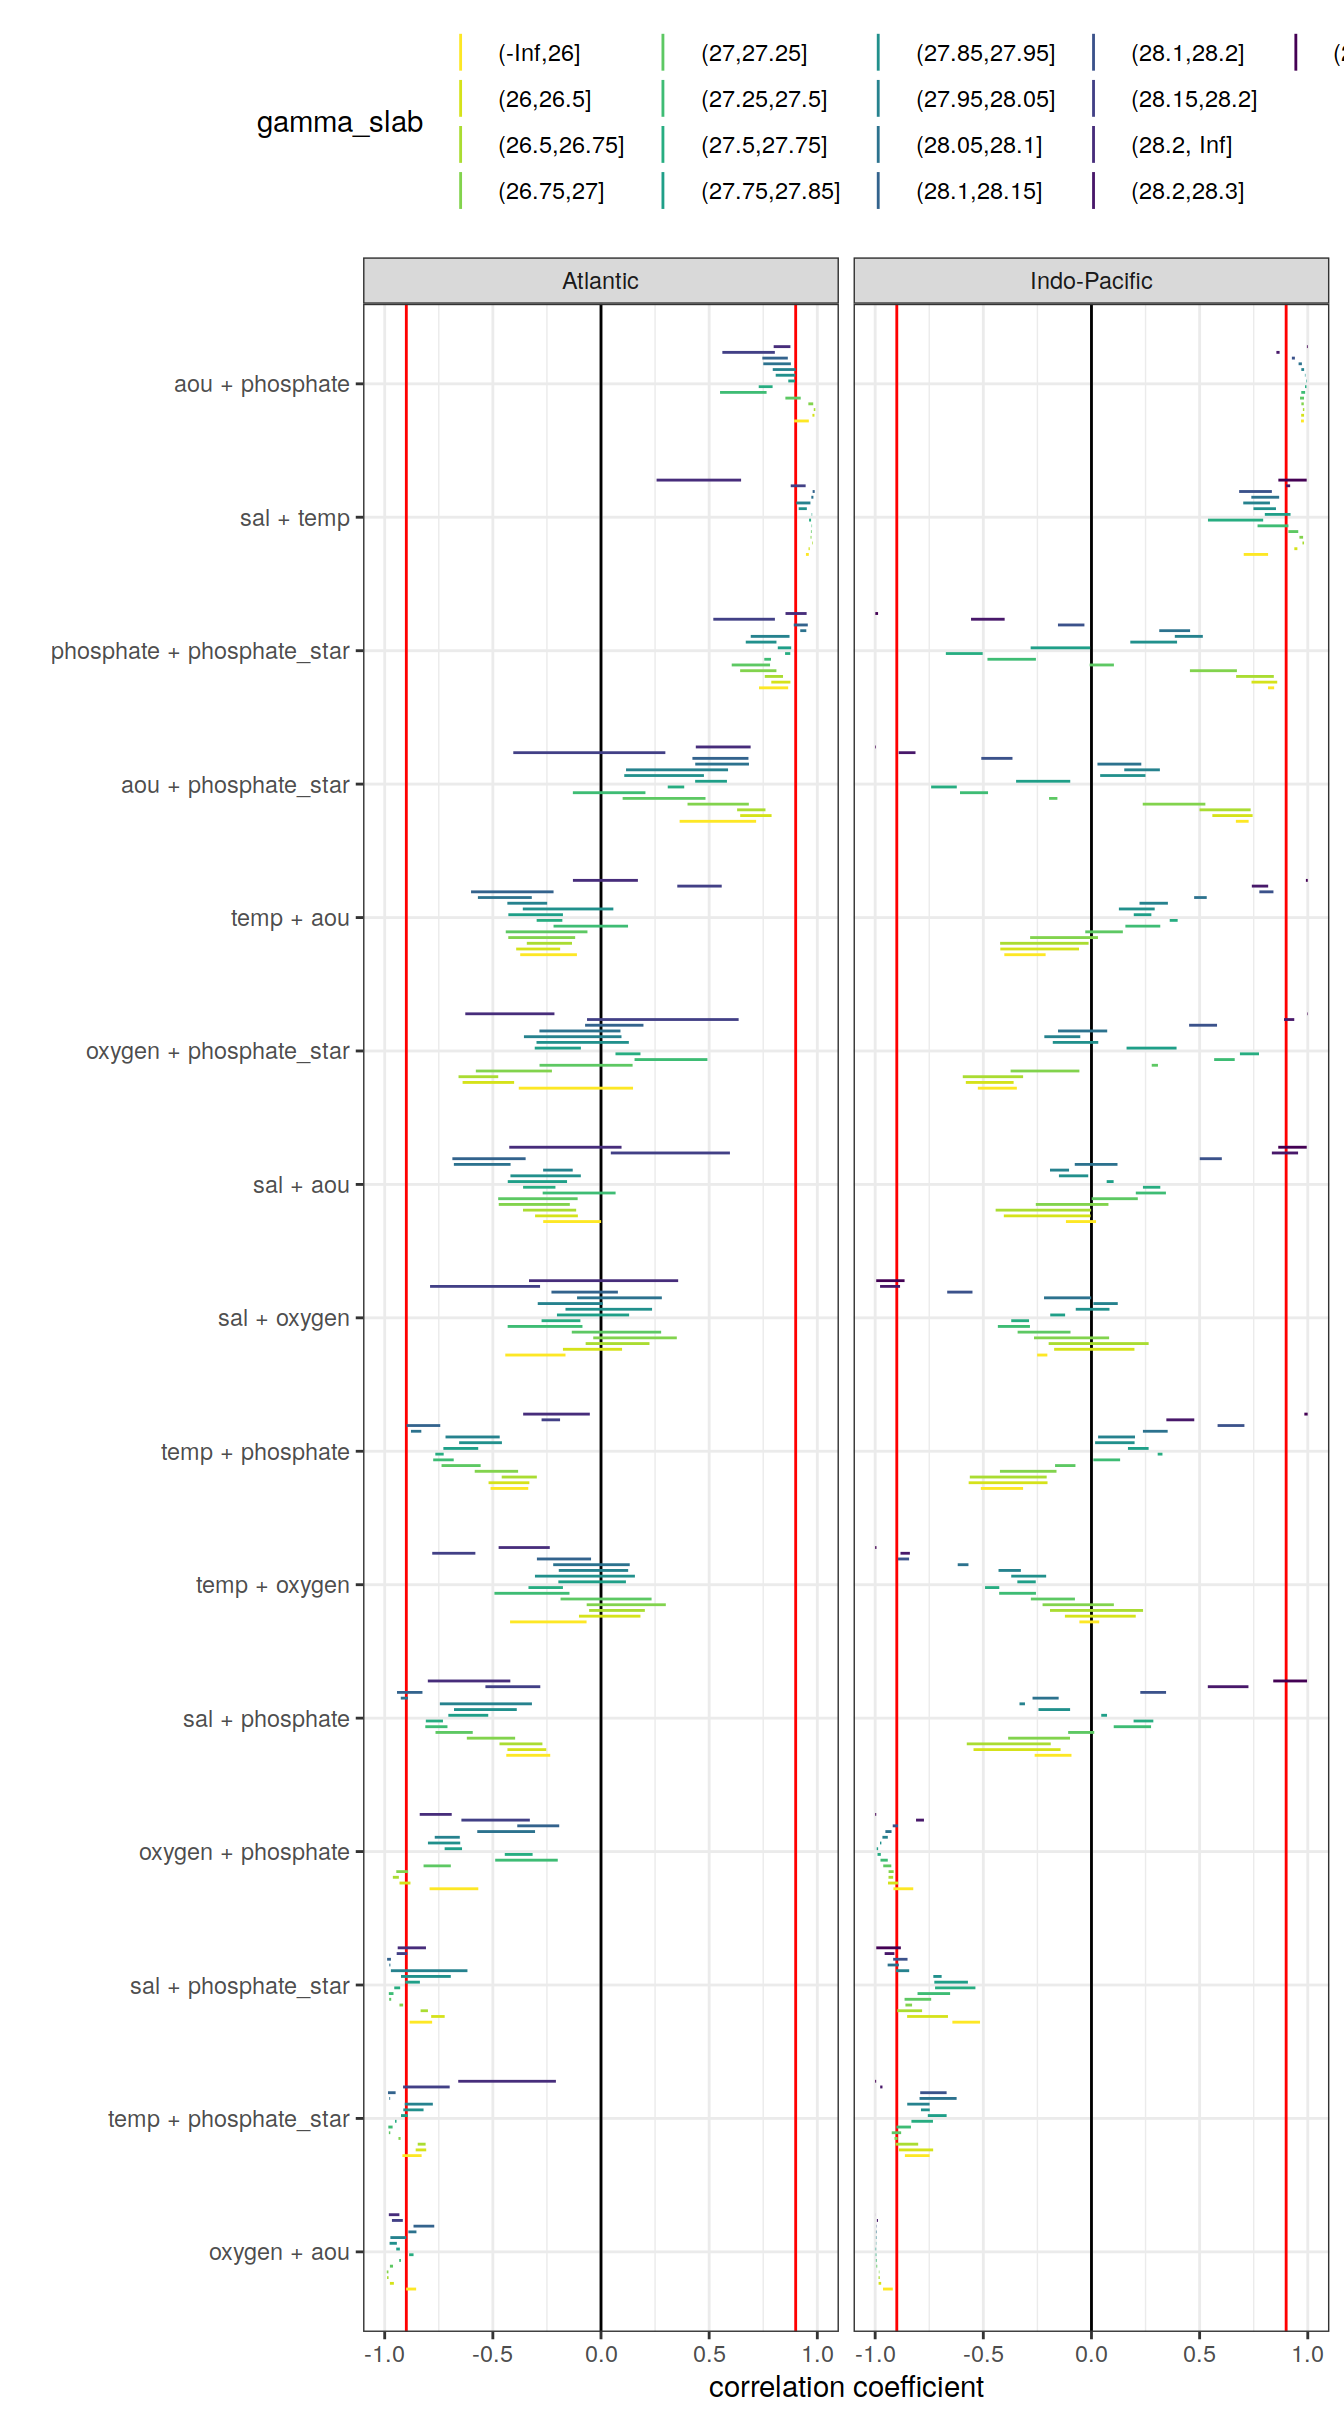 (-Inf,26] (27,27.25] (27.85,27.95] (28.1,28.2] (2
(26,26.5] (27.25,27.5] (27.95,28.05] (28.15,28.2]
gamma_slab
(26.5,26.75] (27.5,27.75] (28.05,28.1] (28.2, Inf]
(26.75,27] (27.75,27.85] (28.1,28.15] (28.2,28.3]
Atlantic Indo-Pacific
aou + phosphate
sal + temp
phosphate + phosphate_star
aou + phosphate_star
temp + aou
oxygen + phosphate_star
sal + aou
sal + oxygen
temp + phosphate
temp + oxygen
sal + phosphate
oxygen + phosphate
sal + phosphate_star
temp + phosphate_star
oxygen + aou
-1.0 -0.5 0.0 0.5 1.0 -1.0 -0.5 0.0 0.5 1.0
correlation coefficient